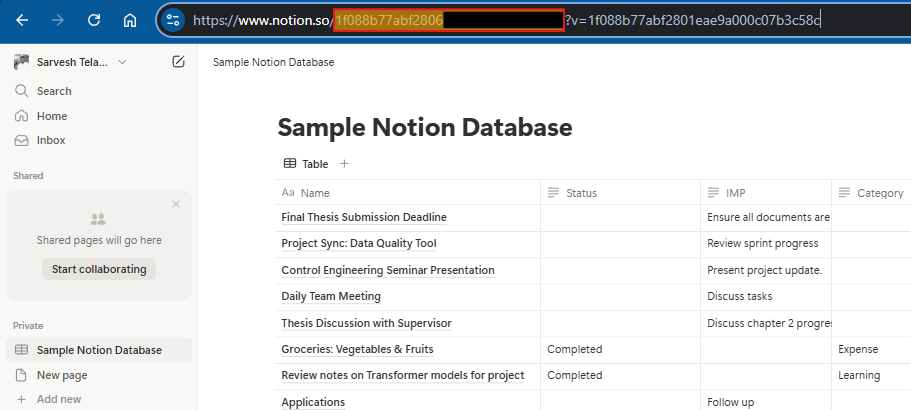 https://www.notion.so/1f088b77abf2806 ?v=1f088b77abf2801eae9a000c07b3c58c
Sarvesh Tela...
Search
Home
Inbox
Shared
Shared pages will go here
Start collaborating
Private
Sample Notion Database
New page
Add new
Sample Notion Database
Sample Notion Database
Table
Aa Name Status IMP Category
Final Thesis Submission Deadline Ensure all documents are
Project Sync: Data Quality Tool Review sprint progress
Control Engineering Seminar Presentation Present project update.
Daily Team Meeting Discuss tasks
Thesis Discussion with Supervisor Discuss chapter 2 progres
Groceries: Vegetables & Fruits Completed Expense
Review notes on Transformer models for project Completed Learning
Applications Follow up